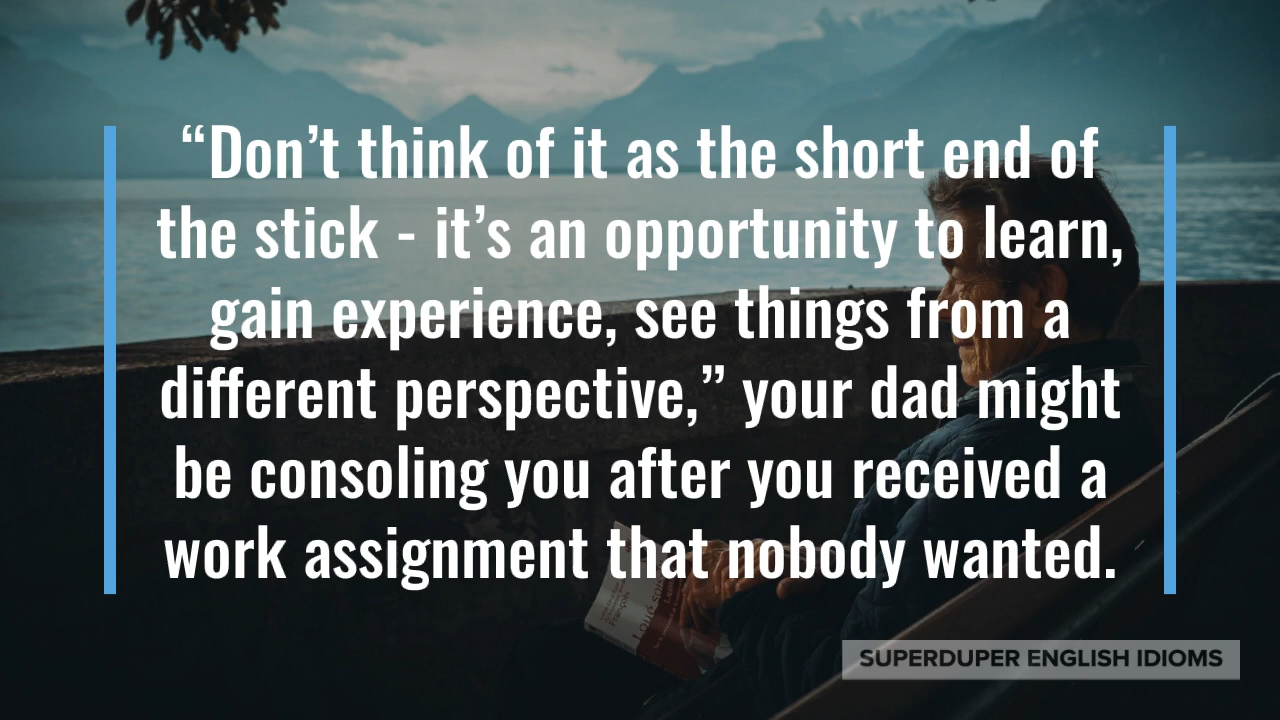 “Don’t think of it as the short end of
the stick - it’s an opportunity to learn,
gain experience, see things from a
different perspective,” your dad might
be consoling you after you received a
work assignment that nobody wanted.
Français
SUPERDUPER ENGLISH IDIOMS